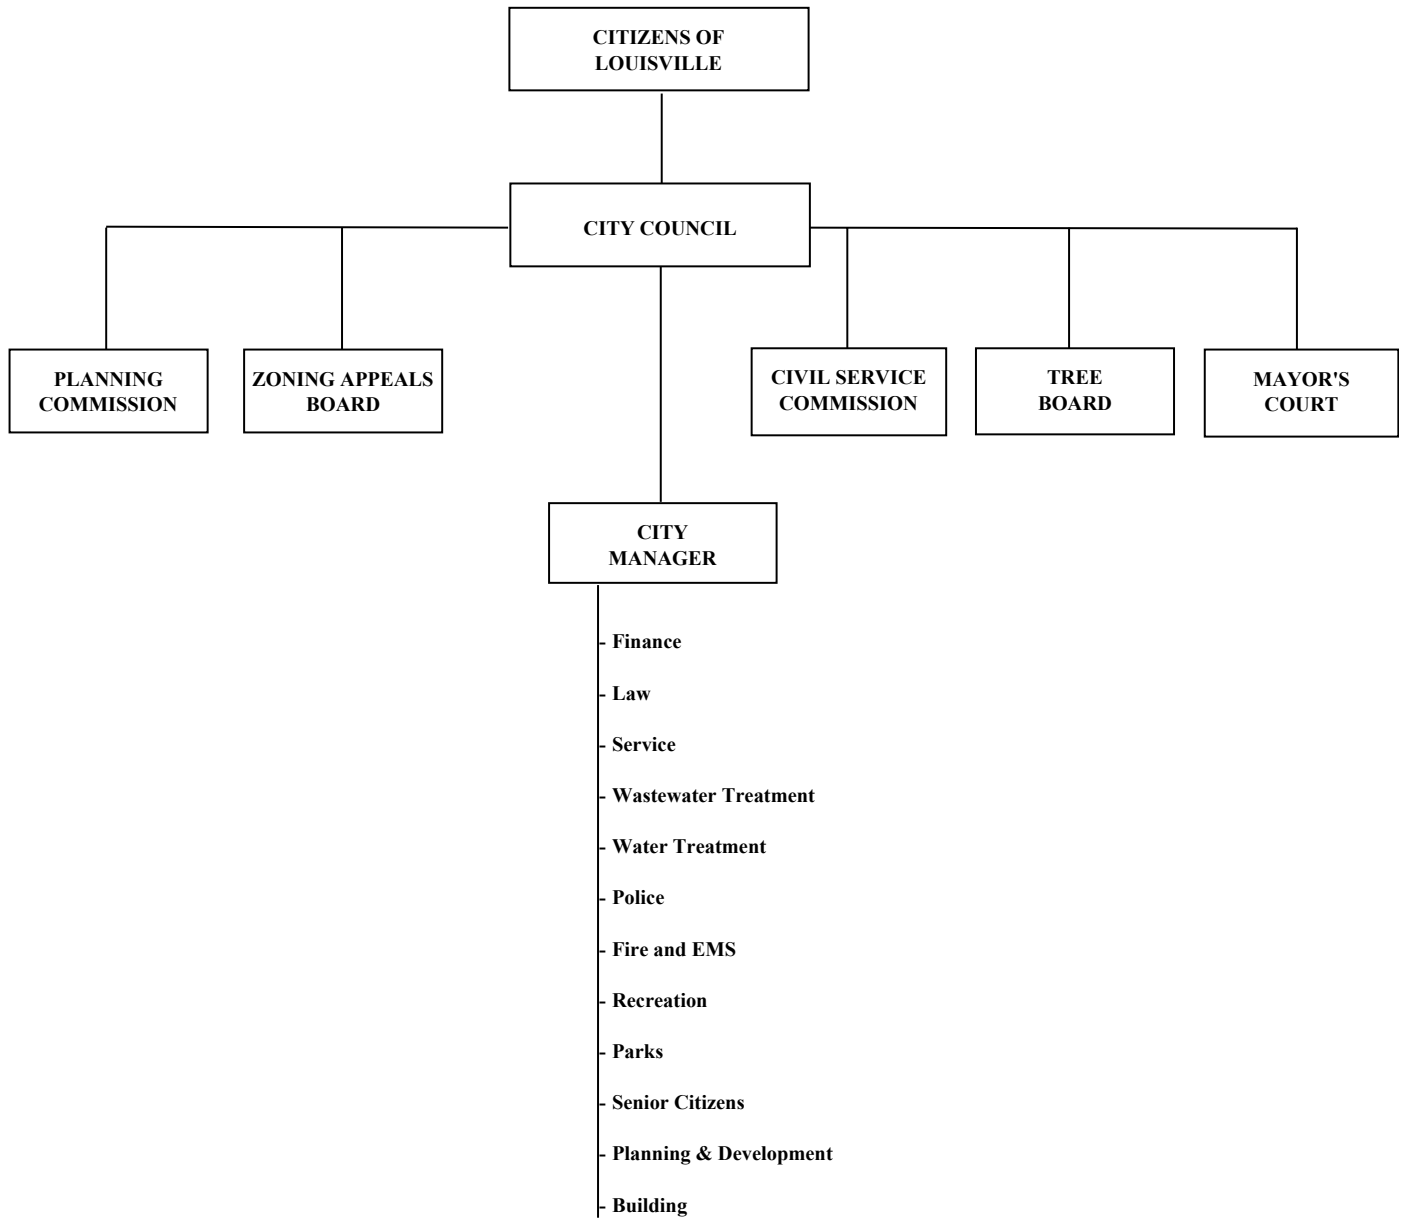 CITIZENS OF
LOUISVILLE
CITY COUNCIL
PLANNING
COMMISSION
ZONING APPEALS
BOARD
CIVIL SERVICE
COMMISSION
TREE
BOARD
MAYOR'S
COURT
CITY
MANAGER
- Finance
- Law
- Service
- Wastewater Treatment
- Water Treatment
- Police
- Fire and EMS
- Recreation
- Parks
- Senior Citizens
- Planning & Development
- Building